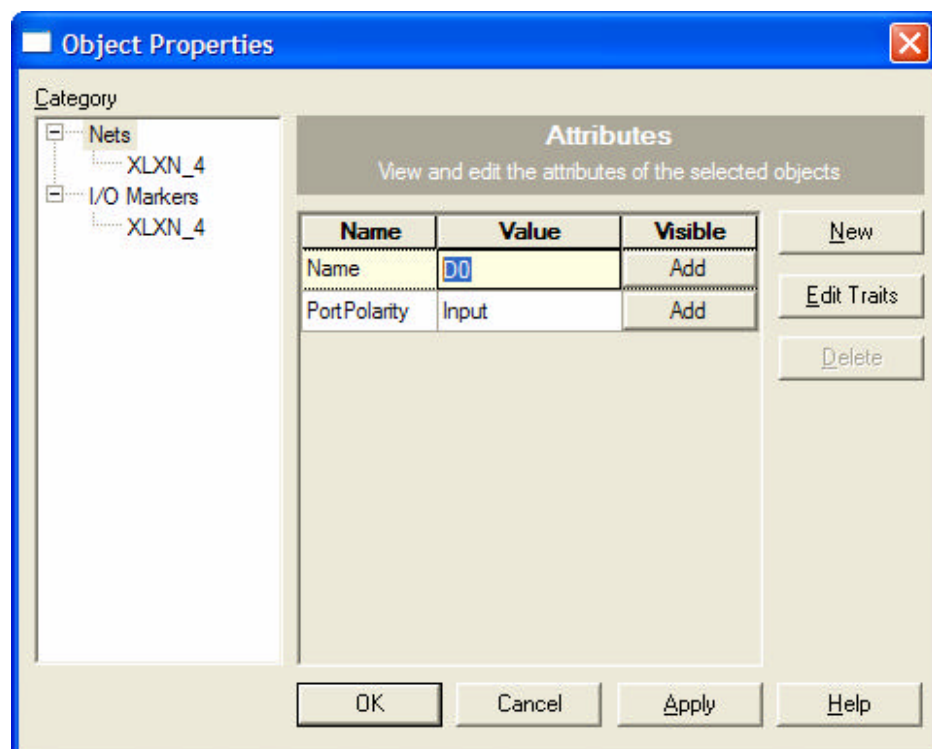 Object Properties
Category
Nets
XLXN_4
I/O Markers
XLXN_4
Attributes
View and edit the attributes of the selected objects
Name Value Visible
Name D0 Add
PortPolarity Input Add
New
Edit Traits
Delete
OK Cancel Apply Help